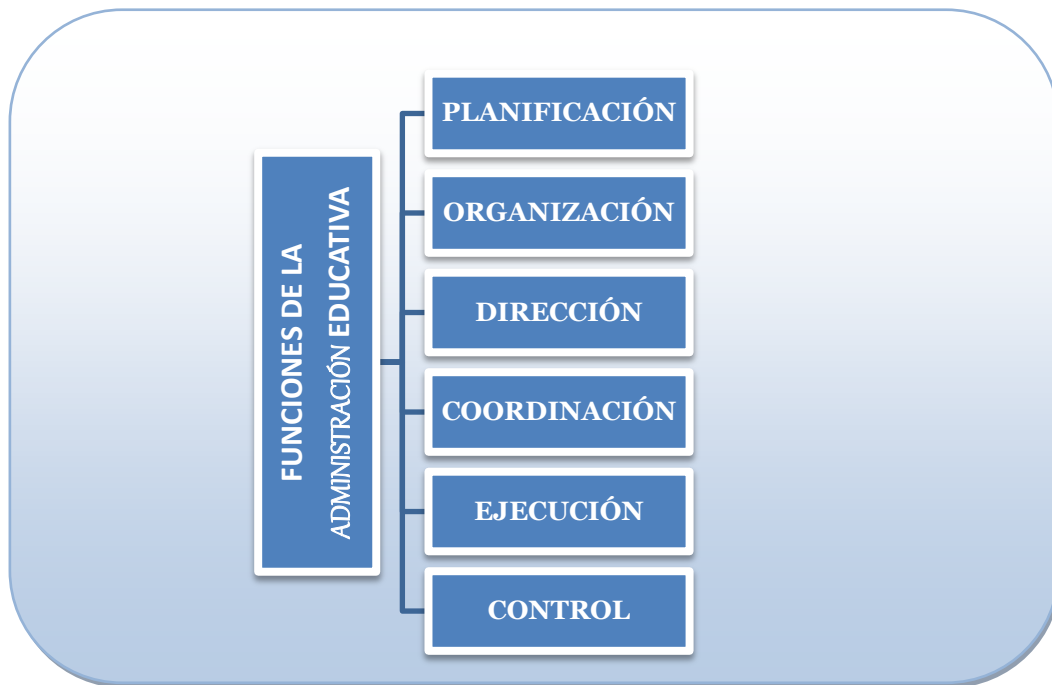 FUNCIONES DE LA
ADMINISTRACIÓN EDUCATIVA
PLANIFICACIÓN
ORGANIZACIÓN
DIRECCIÓN
COORDINACIÓN
EJECUCIÓN
CONTROL